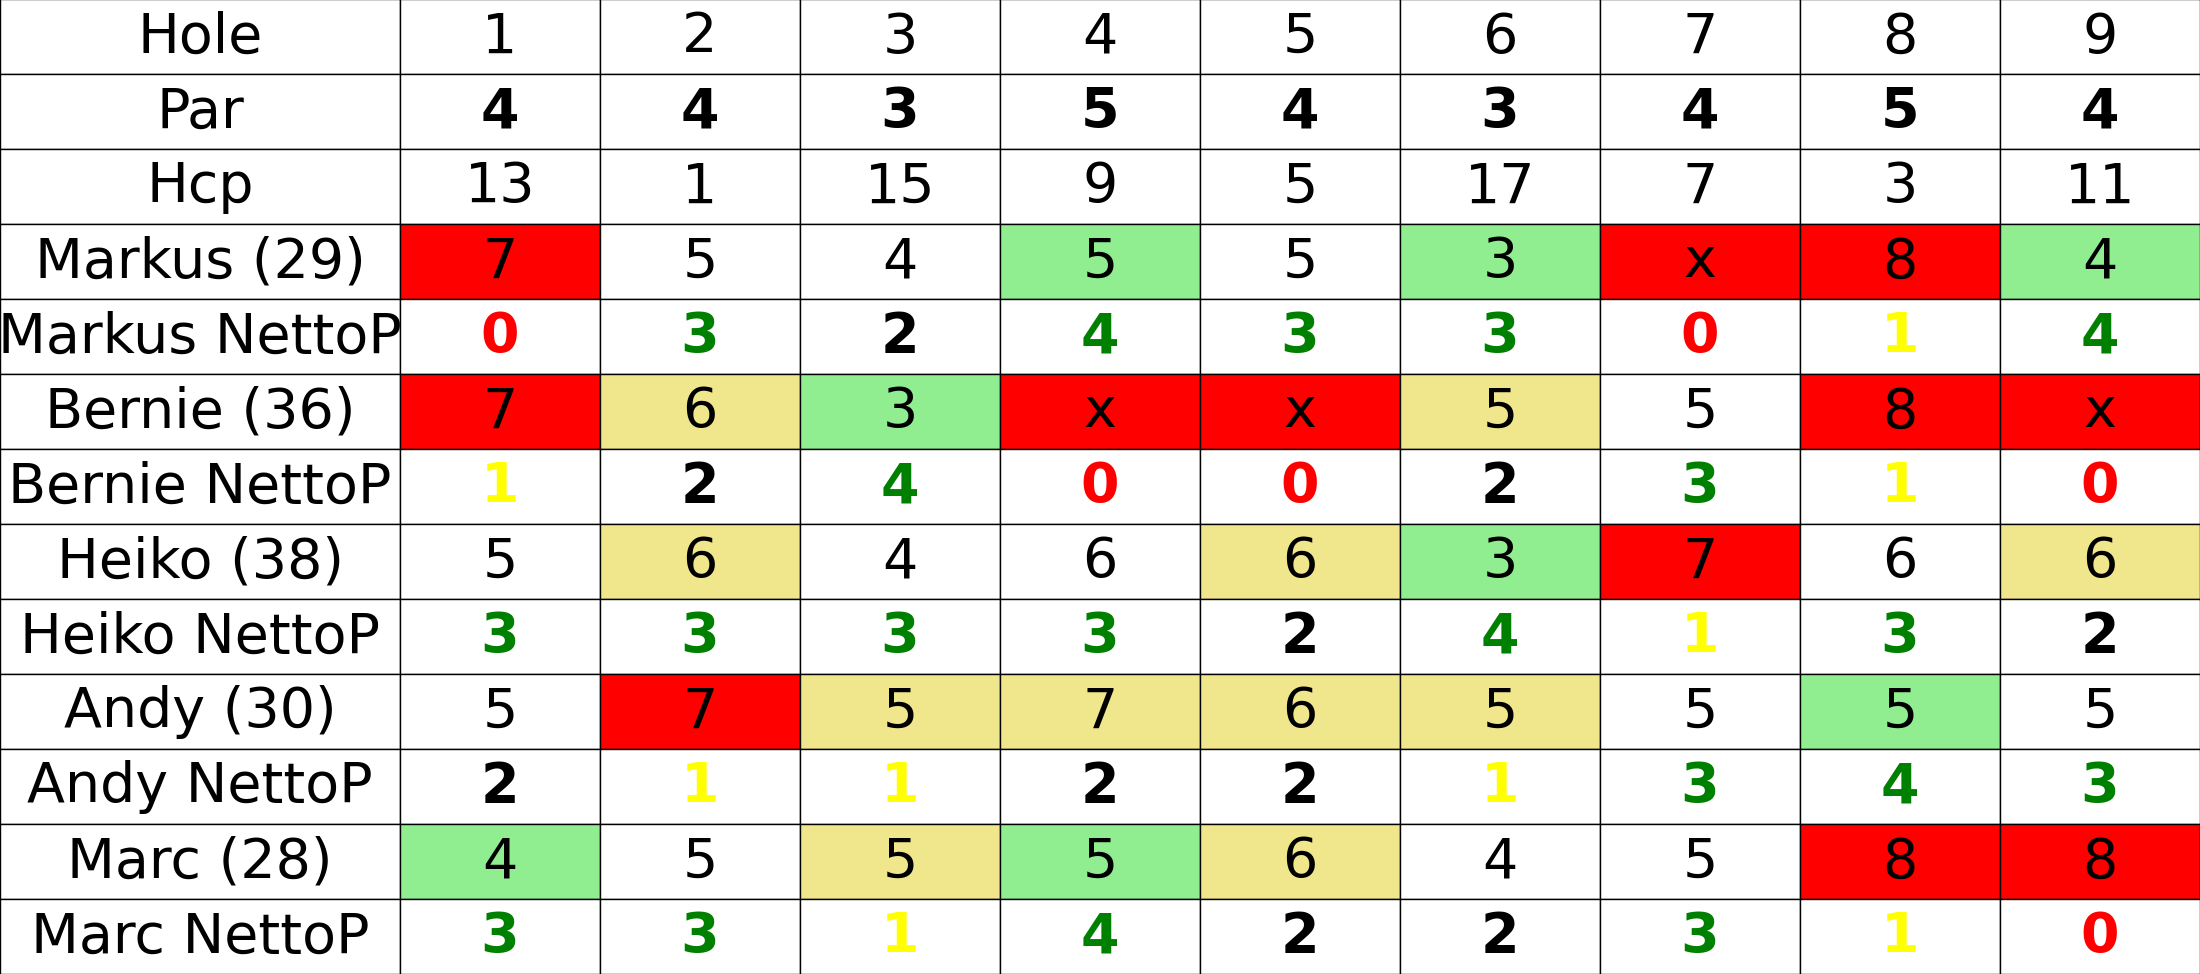 Hole 1 2 3 4 5 6 7 8 9
Par 4 4 3 5 4 3 4 5 4
Hcp 13 1 15 9 5 17 7 3 11
Markus (29) 7 5 4 5 5 3 x 8 4
Markus NettoP 0 3 2 4 3 3 0 1 4
Bernie (36) 7 6 3 x x 5 5 8 x
Bernie NettoP 1 2 4 0 0 2 3 1 0
Heiko (38) 5 6 4 6 6 3 7 6 6
Heiko NettoP 3 3 3 3 2 4 1 3 2
Andy (30) 5 7 5 7 6 5 5 5 5
Andy NettoP 2 1 1 2 2 1 3 4 3
Marc (28) 4 5 5 5 6 4 5 8 8
Marc NettoP 3 3 1 4 2 2 3 1 0